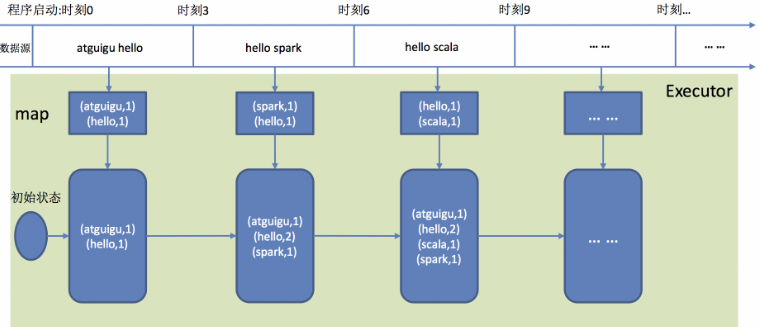 程序启动:时刻0 时刻3 时刻6 时刻9 时刻…
数据源 atguigu hello hello spark hello scala … … … …
Executor
map
(atguigu,1)
(hello,1)
(spark,1)
(hello,1)
(hello,1)
(scala,1)
… …
初始状态
(atguigu,1)
(hello,1)
(atguigu,1)
(hello,2)
(spark,1)
(atguigu,1)
(hello,2)
(scala,1)
(spark,1)
… …